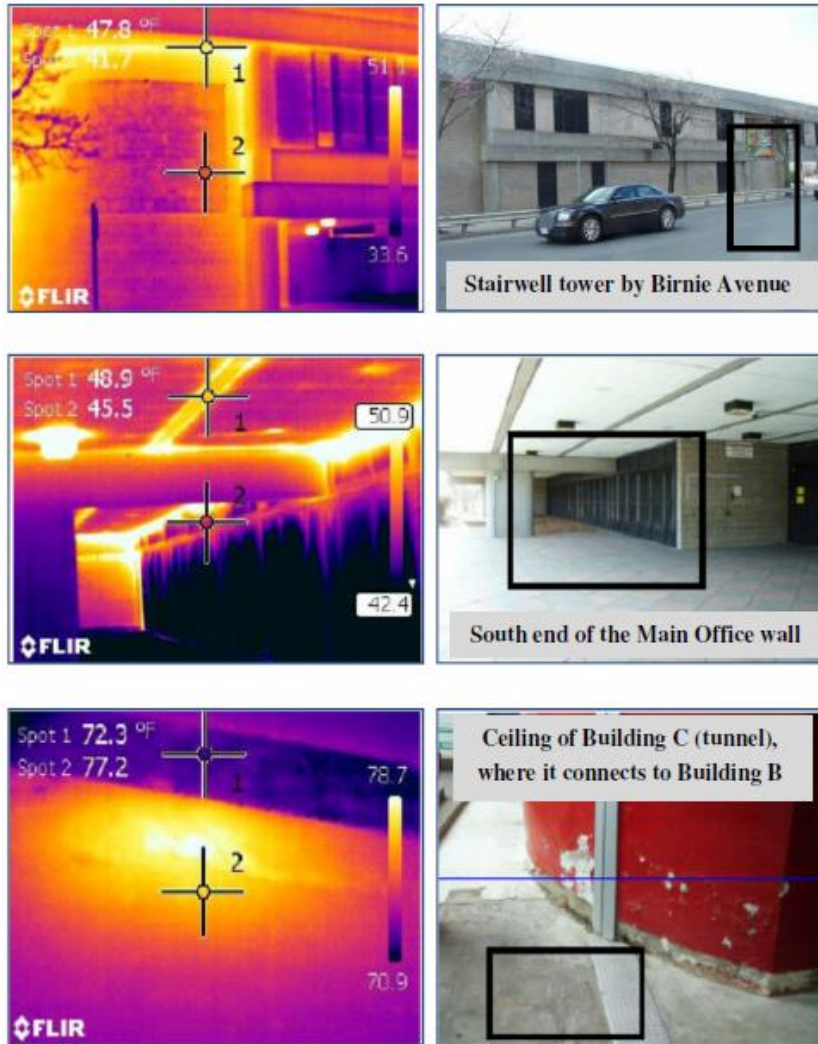 Spot 1 47.8 °F
Spot 2 41.7
1
2
51.1
33.6
FLIR
Stairwell tower by Birnie Avenue
Spot 1 48.9 °F
Spot 2 45.5
1
2
50.9
42.4
FLIR
South end of the Main Office wall
Spot 1 72.3 °F
Spot 2 77.2
1
2
78.7
70.9
FLIR
Ceiling of Building C (tunnel),
where it connects to Building B